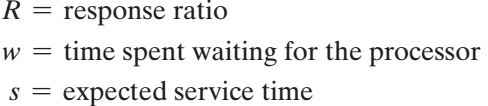 R = response ratio
w = time spent waiting for the processor
s = expected service time